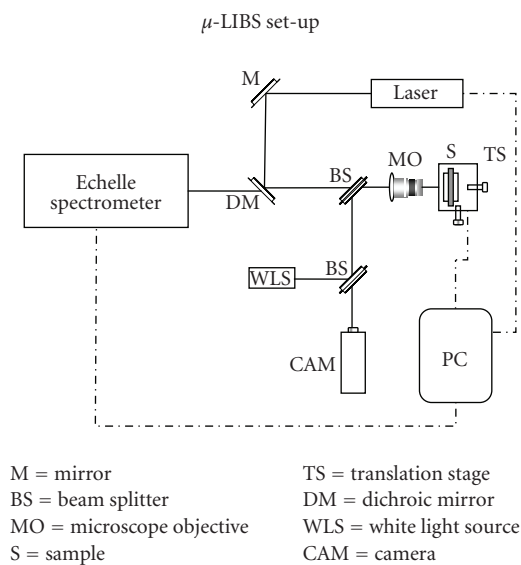 μ-LIBS set-up
M
Laser
Echelle
spectrometer
DM
BS
MO
S
TS
WLS
BS
CAM
PC
M = mirror
BS = beam splitter
MO = microscope objective
S = sample
TS = translation stage
DM = dichroic mirror
WLS = white light source
CAM = camera